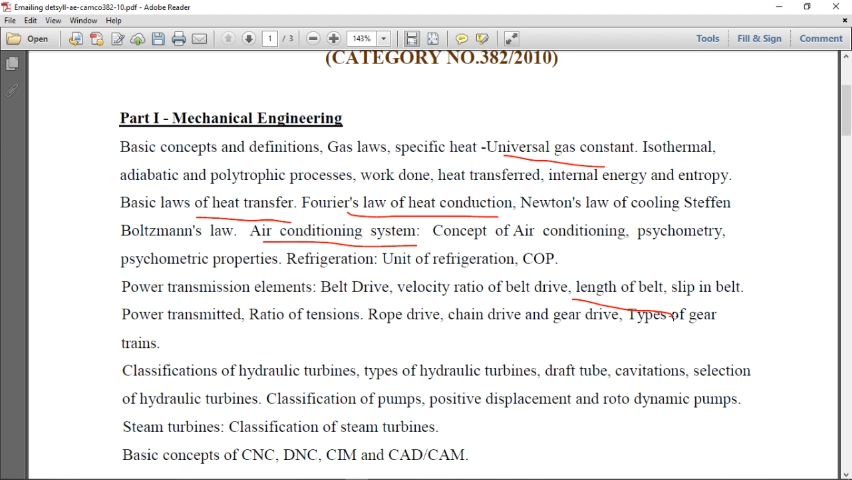 Emailing detsyll-ae-camco382-10.pdf - Adobe Reader
File Edit View Window Help
Open 1 / 3 143% Tools Fill & Sign Comment
(CATEGORY NO.382/2010)
Part I - Mechanical Engineering
Basic concepts and definitions, Gas laws, specific heat -Universal gas constant. Isothermal,
adiabatic and polytrophic processes, work done, heat transferred, internal energy and entropy.
Basic laws of heat transfer. Fourier's law of heat conduction, Newton's law of cooling Steffen
Boltzmann's law. Air conditioning system: Concept of Air conditioning, psychometry,
psychometric properties. Refrigeration: Unit of refrigeration, COP.
Power transmission elements: Belt Drive, velocity ratio of belt drive, length of belt, slip in belt.
Power transmitted, Ratio of tensions. Rope drive, chain drive and gear drive, Types of gear
trains.
Classifications of hydraulic turbines, types of hydraulic turbines, draft tube, cavitations, selection
of hydraulic turbines. Classification of pumps, positive displacement and roto dynamic pumps.
Steam turbines: Classification of steam turbines.
Basic concepts of CNC, DNC, CIM and CAD/CAM.